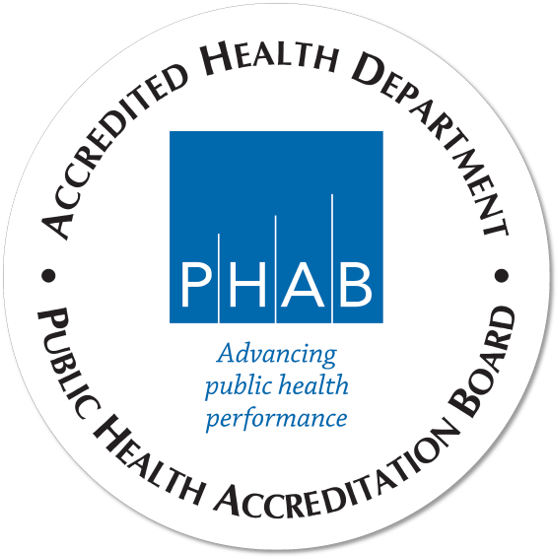 Accredited Health Department
PHAB
Advancing
public health
performance
• Public Health Accreditation Board •